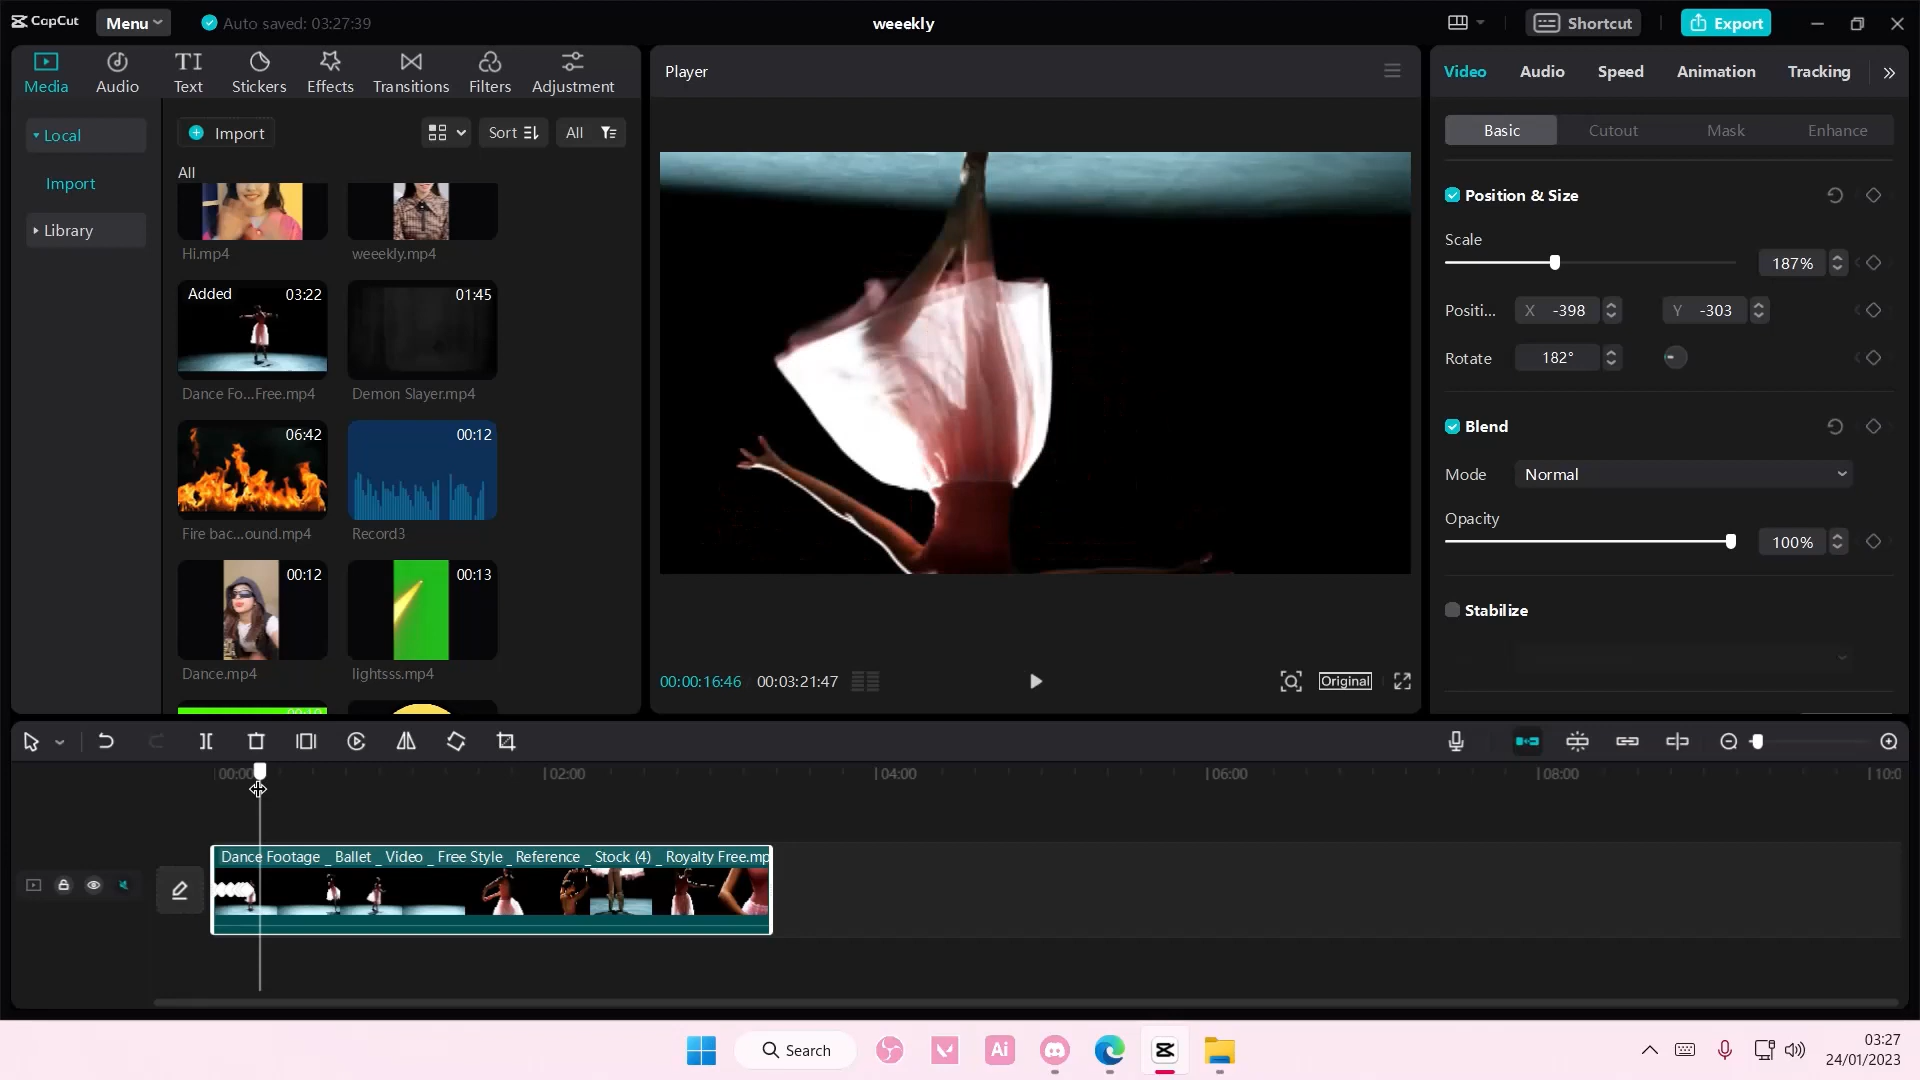 CapCut
Menu
Auto saved: 03:27:39
weeekly
Shortcut
Export
Media
Audio
Text
Stickers
Effects
Transitions
Filters
Adjustment
Local
Import
Library
Import
Sort
All
All
Hi.mp4
weeekly.mp4
Added 03:22
01:45
Dance Fo...Free.mp4
Demon Slayer.mp4
06:42
00:12
Fire bac...ound.mp4
Record3
00:12
00:13
Dance.mp4
lightsss.mp4
Player
00:00:16:46
00:03:21:47
Original
Video
Audio
Speed
Animation
Tracking
Basic
Cutout
Mask
Enhance
Position & Size
Scale
187%
Positi...
X -398
Y -303
Rotate
182°
Blend
Mode
Normal
Opacity
100%
Stabilize
00:00
02:00
04:00
06:00
08:00
10:0
Dance Footage _ Ballet _ Video _ Free Style _ Reference _ Stock (4) _ Royalty Free.mp
Search
Ai
03:27
24/01/2023